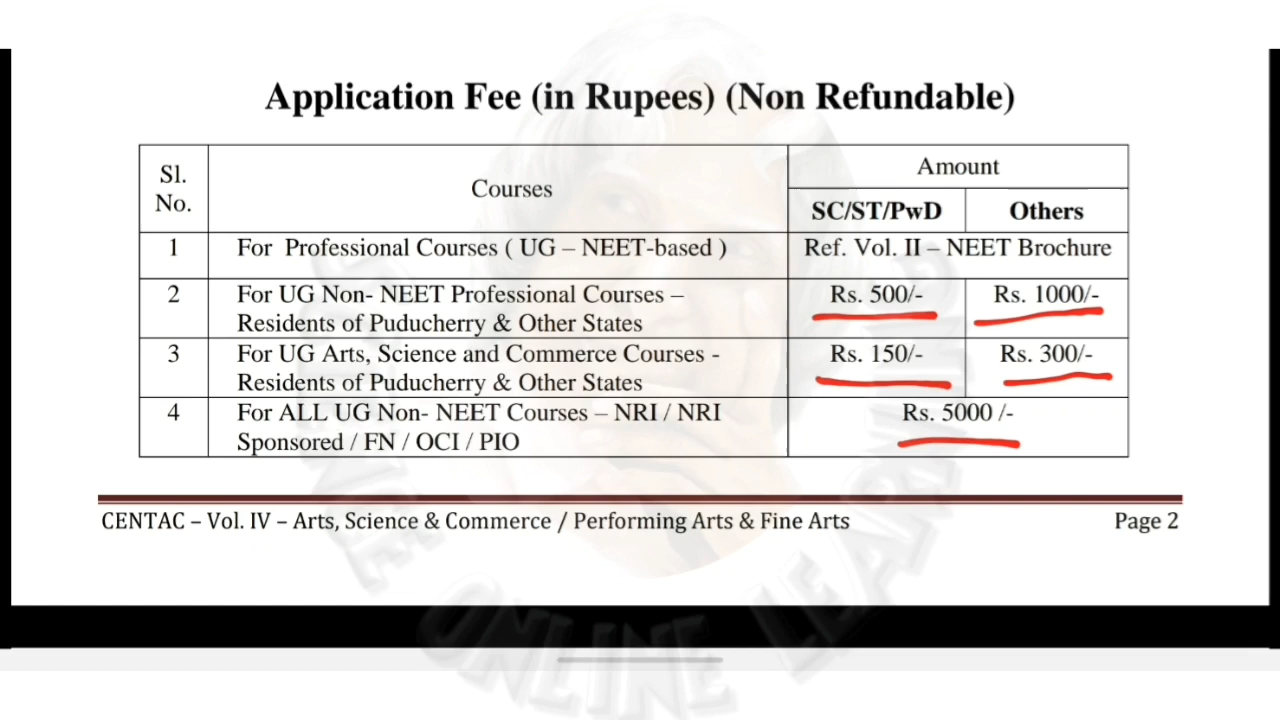 Application Fee (in Rupees) (Non Refundable)
Sl. No. Courses Amount
SC/ST/PwD Others
1 For Professional Courses ( UG – NEET-based ) Ref. Vol. II – NEET Brochure
2 For UG Non- NEET Professional Courses – Rs. 500/- Rs. 1000/-
Residents of Puducherry & Other States
3 For UG Arts, Science and Commerce Courses - Rs. 150/- Rs. 300/-
Residents of Puducherry & Other States
4 For ALL UG Non- NEET Courses – NRI / NRI Rs. 5000 /-
Sponsored / FN / OCI / PIO
CENTAC – Vol. IV – Arts, Science & Commerce / Performing Arts & Fine Arts Page 2
ONLINE